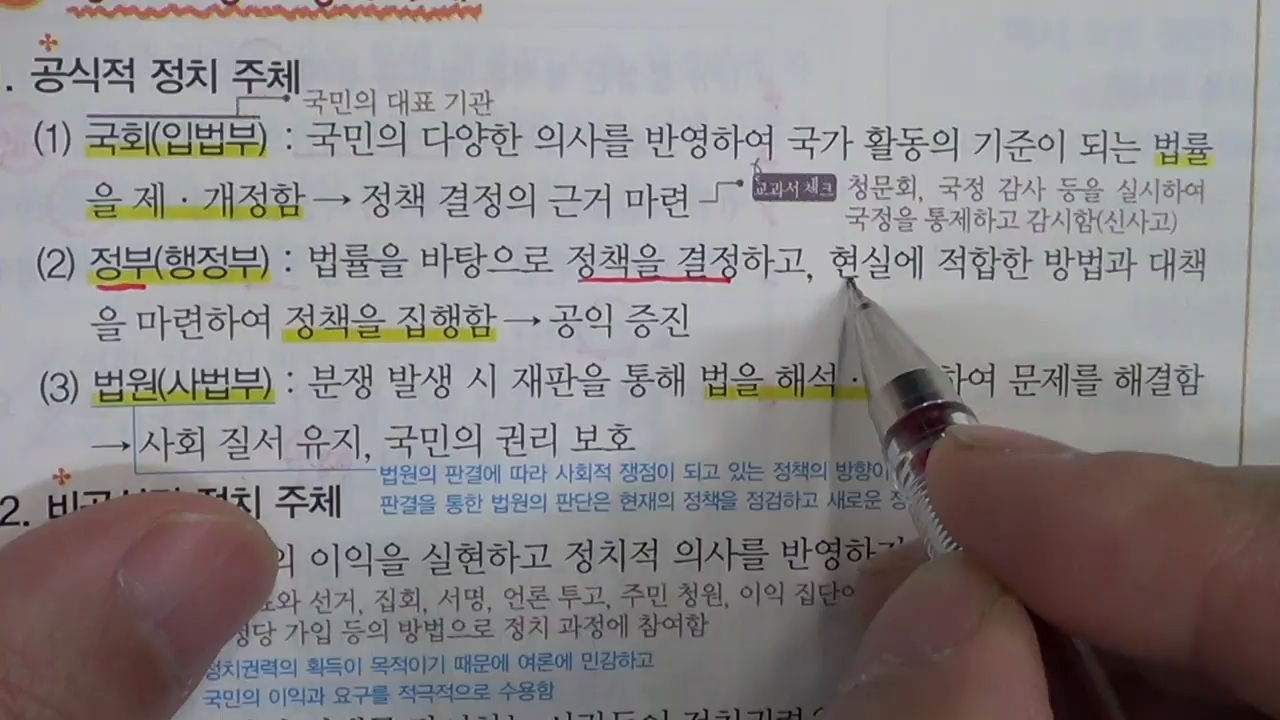 . 공식적 정치 주체
국민의 대표 기관
(1) 국회(입법부) : 국민의 다양한 의사를 반영하여 국가 활동의 기준이 되는 법률
을 제·개정함 → 정책 결정의 근거 마련
교과서 체크 청문회, 국정 감사 등을 실시하여
국정을 통제하고 감시함(신사고)
(2) 정부(행정부) : 법률을 바탕으로 정책을 결정하고, 현실에 적합한 방법과 대책
을 마련하여 정책을 집행함 → 공익 증진
(3) 법원(사법부) : 분쟁 발생 시 재판을 통해 법을 해석· 하여 문제를 해결함
→ 사회 질서 유지, 국민의 권리 보호
법원의 판결에 따라 사회적 쟁점이 되고 있는 정책의 방향이
판결을 통한 법원의 판단은 현재의 정책을 점검하고 새로운
2. 정치 주체
의 이익을 실현하고 정치적 의사를 반영하기
와 선거, 집회, 서명, 언론 투고, 주민 청원, 이익 집단
정당 가입 등의 방법으로 정치 과정에 참여함
정치권력의 획득이 목적이기 때문에 여론에 민감하고
국민의 이익과 요구를 적극적으로 수용함